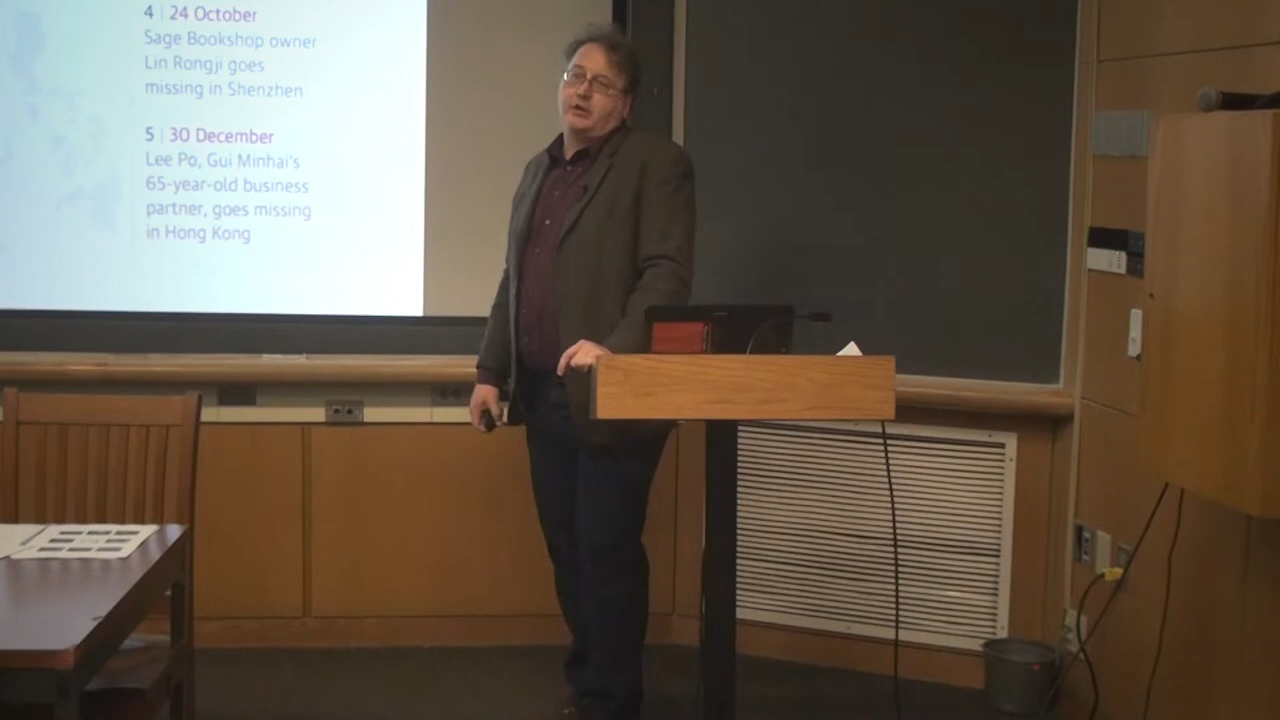 4 | 24 October
Sage Bookshop owner
Lin Rongji goes
missing in Shenzhen
5 | 30 December
Lee Po, Gui Minhai's
65-year-old business
partner, goes missing
in Hong Kong